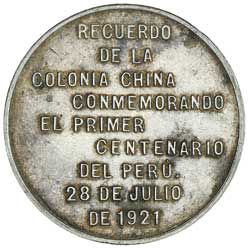 RECUERDO
DE LA
COLONIA CHINA
CONMEMORANDO
EL PRIMER
CENTENARIO
DEL PERÚ.
28 DE JULIO
DE 1921